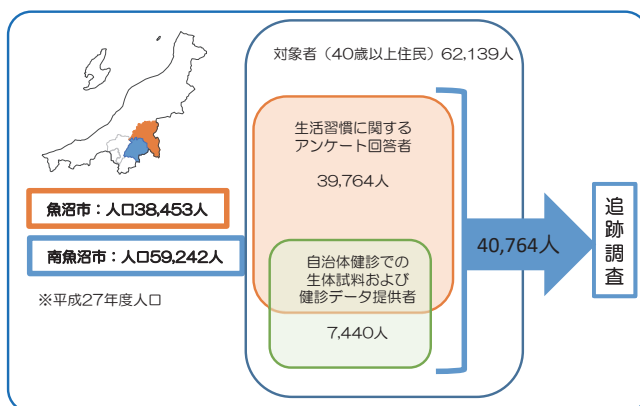 対象者（40歳以上住民）62,139人
生活習慣に関する
アンケート回答者
39,764人
魚沼市：人口38,453人
南魚沼市：人口59,242人
※平成27年度人口
自治体健診での
生体試料および
健診データ提供者
7,440人
40,764人
追跡調査